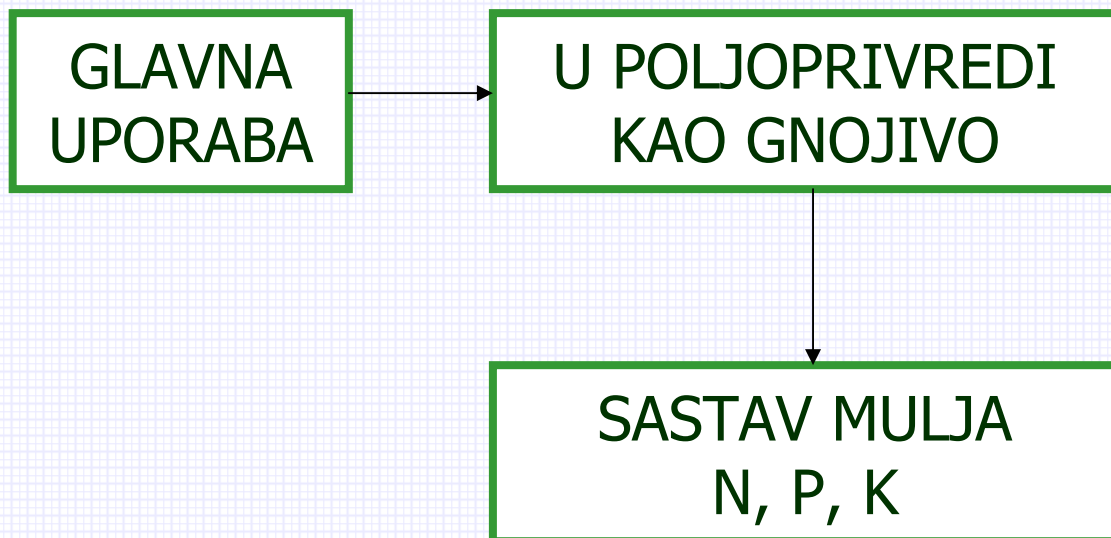 GLAVNA
UPORABA
U POLJOPRIVREDI
KAO GNOJIVO
SASTAV MULJA
N, P, K